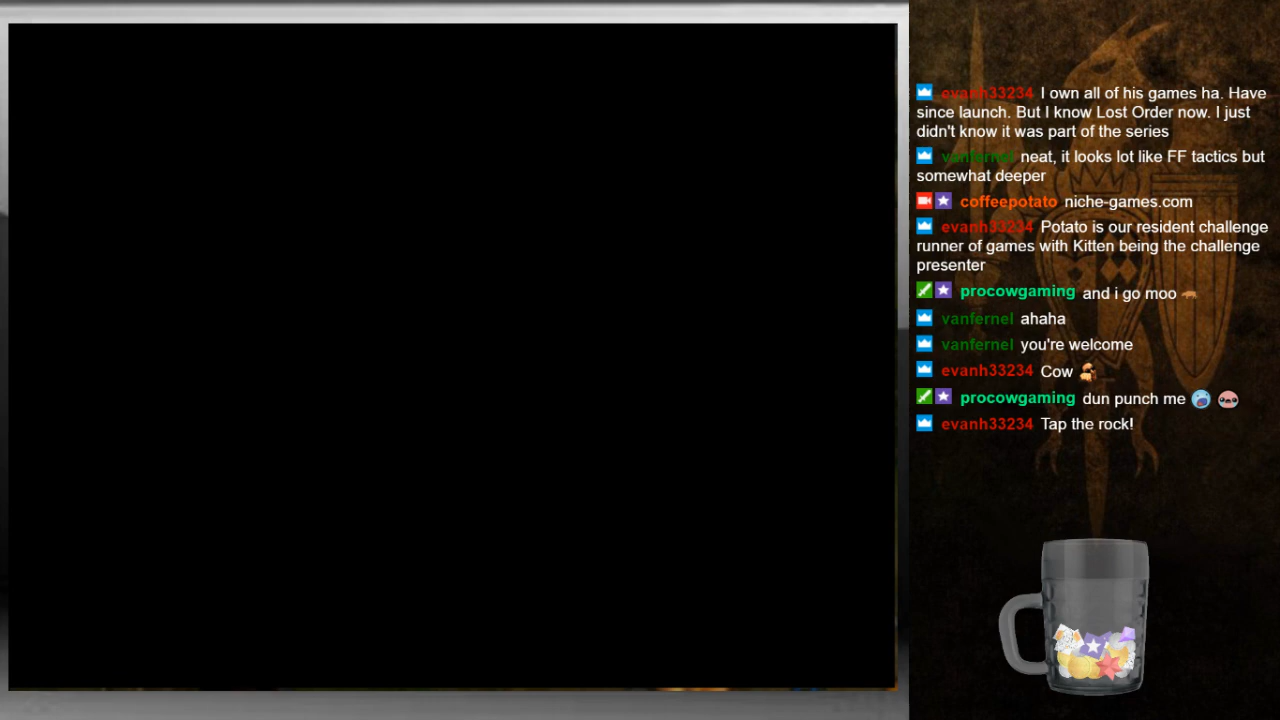 evanh33234 I own all of his games ha. Have
since launch. But I know Lost Order now. I just
didn't know it was part of the series
vanfernel neat, it looks lot like FF tactics but
somewhat deeper
coffeepotato niche-games.com
evanh33234 Potato is our resident challenge
runner of games with Kitten being the challenge
presenter
procowgaming and i go moo
vanfernel ahaha
vanfernel you're welcome
evanh33234 Cow
procowgaming dun punch me
evanh33234 Tap the rock!